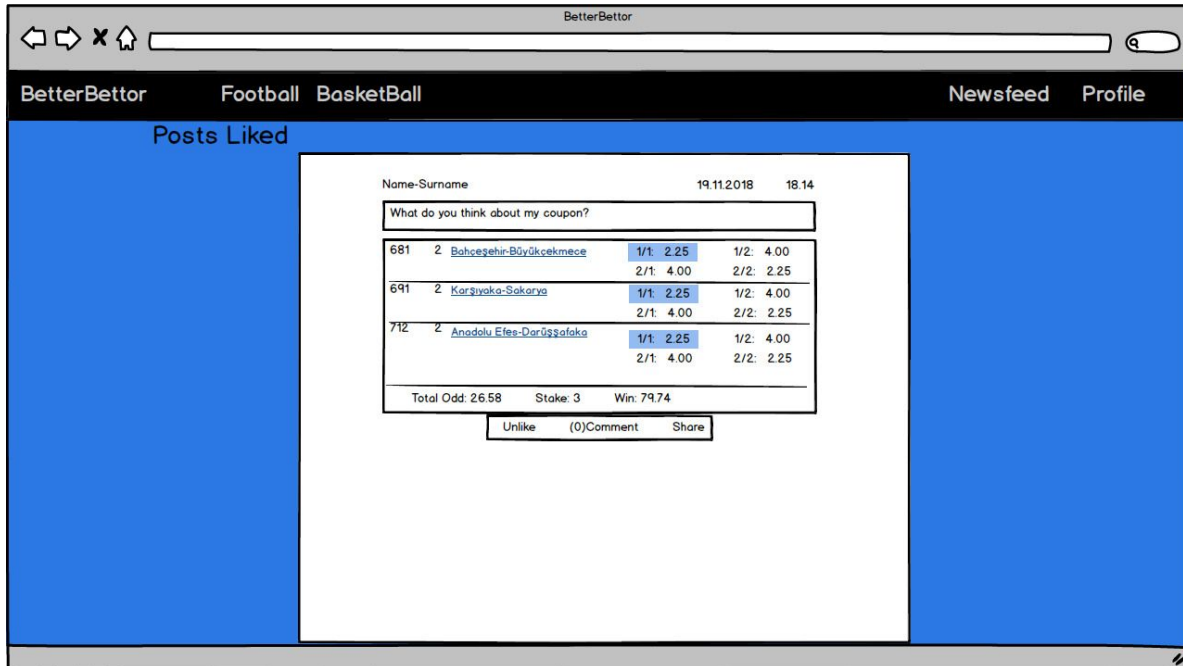 BetterBettor
BetterBettor Football BasketBall Newsfeed Profile
Posts Liked
Name-Surname 19.11.2018 18.14
What do you think about my coupon?
681 2 Bahçeşehir-Büyükçekmece 1/1: 2.25 1/2: 4.00
2/1: 4.00 2/2: 2.25
691 2 Karşıyaka-Sakarya 1/1: 2.25 1/2: 4.00
2/1: 4.00 2/2: 2.25
712 2 Anadolu Efes-Darüşşafaka 1/1: 2.25 1/2: 4.00
2/1: 4.00 2/2: 2.25
Total Odd: 26.58 Stake: 3 Win: 79.74
Unlike (0)Comment Share